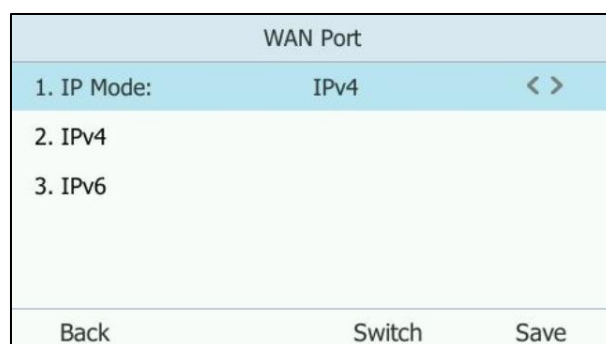 WAN Port
1. IP Mode: IPv4 < >
2. IPv4
3. IPv6
Back Switch Save